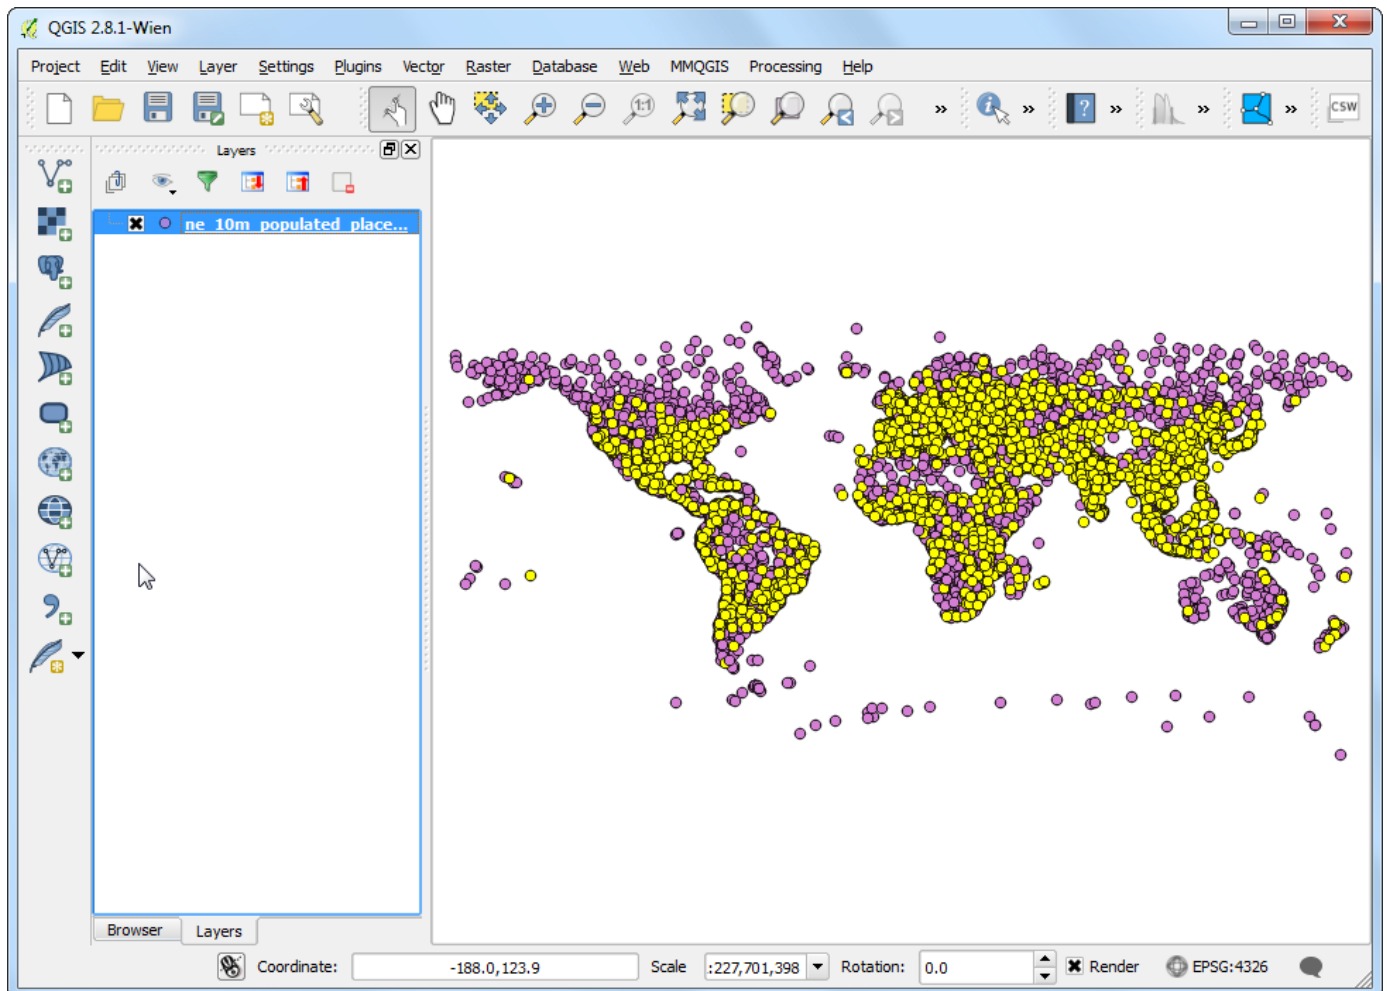 QGIS 2.8.1-Wien
Project Edit View Layer Settings Plugins Vector Raster Database Web MMQGIS Processing Help
1:1 » » ? » » » CSW
Layers
ne_10m_populated_place...
Browser Layers
Coordinate: -188.0,123.9 Scale :227,701,398 Rotation: 0.0 Render EPSG:4326